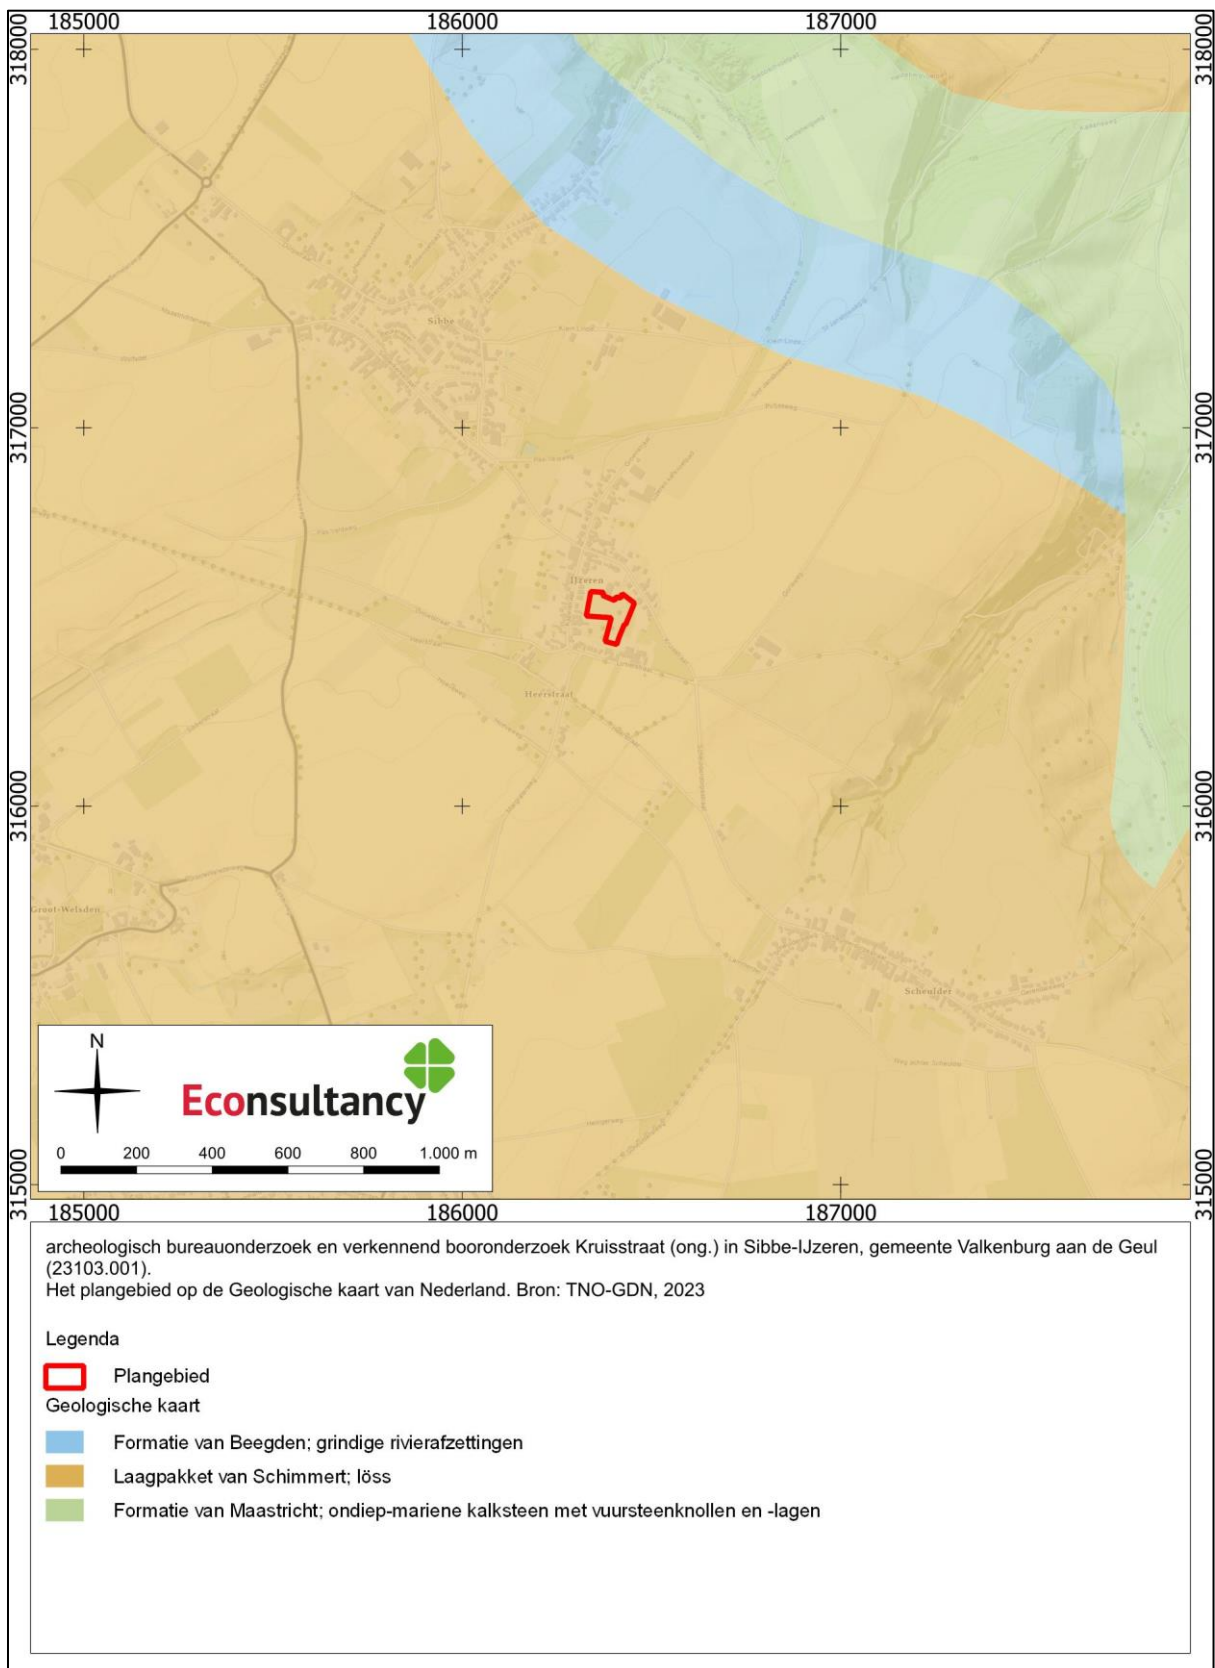 185000
186000
187000
318000
318000
Sibbe
317000
317000
IJzeren
Heerstraat
316000
316000
Groot-Welsden
Scheulder
N
Econsultancy
0 200 400 600 800 1.000 m
315000
315000
185000
186000
187000
archeologisch bureauonderzoek en verkennend booronderzoek Kruisstraat (ong.) in Sibbe-IJzeren, gemeente Valkenburg aan de Geul
(23103.001).
Het plangebied op de Geologische kaart van Nederland. Bron: TNO-GDN, 2023
Legenda
Plangebied
Geologische kaart
Formatie van Beegden; grindige rivierafzettingen
Laagpakket van Schimmert; löss
Formatie van Maastricht; ondiep-mariene kalksteen met vuursteenknollen en -lagen